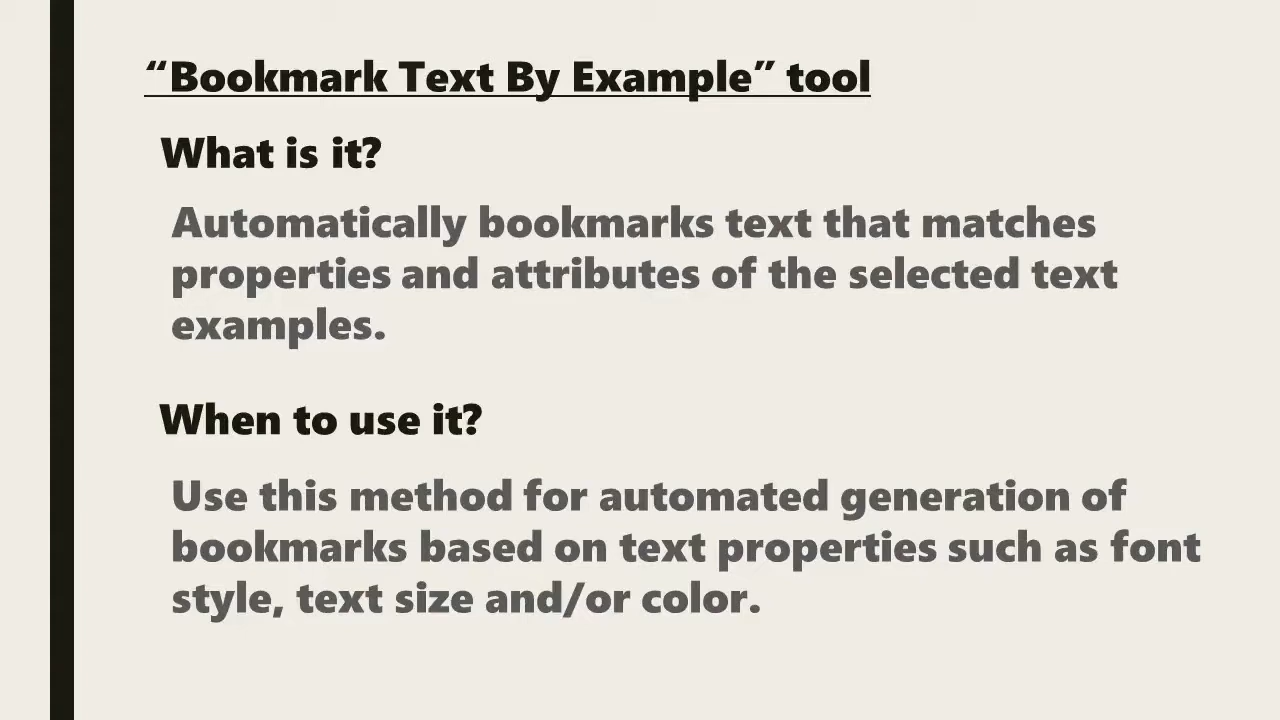 “Bookmark Text By Example” tool
What is it?
Automatically bookmarks text that matches
properties and attributes of the selected text
examples.
When to use it?
Use this method for automated generation of
bookmarks based on text properties such as font
style, text size and/or color.